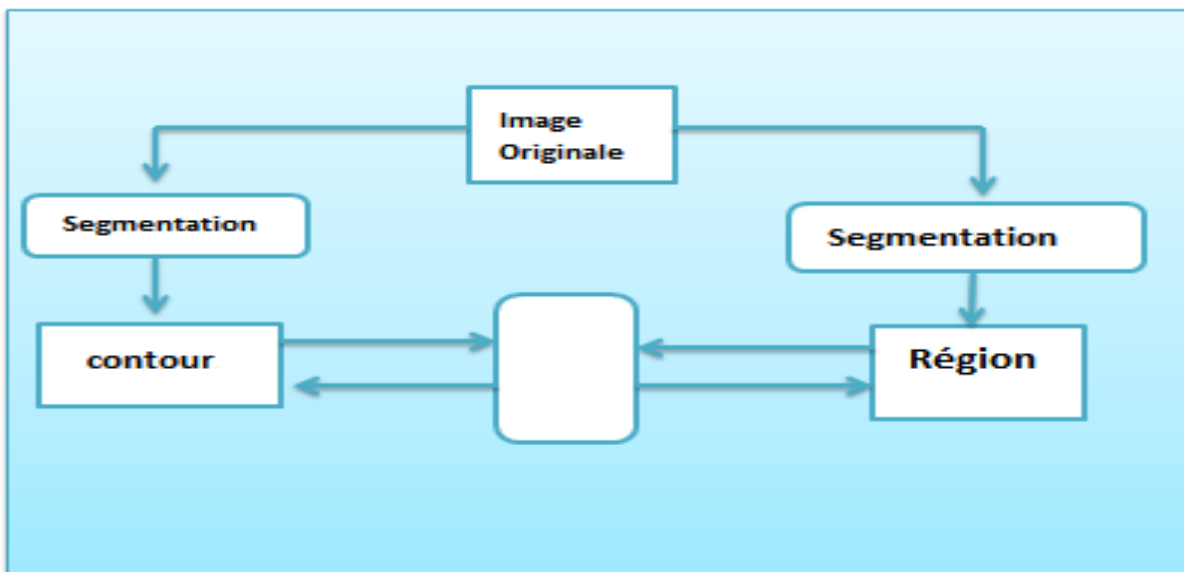 Image
Originale
Segmentation
Segmentation
contour
Région